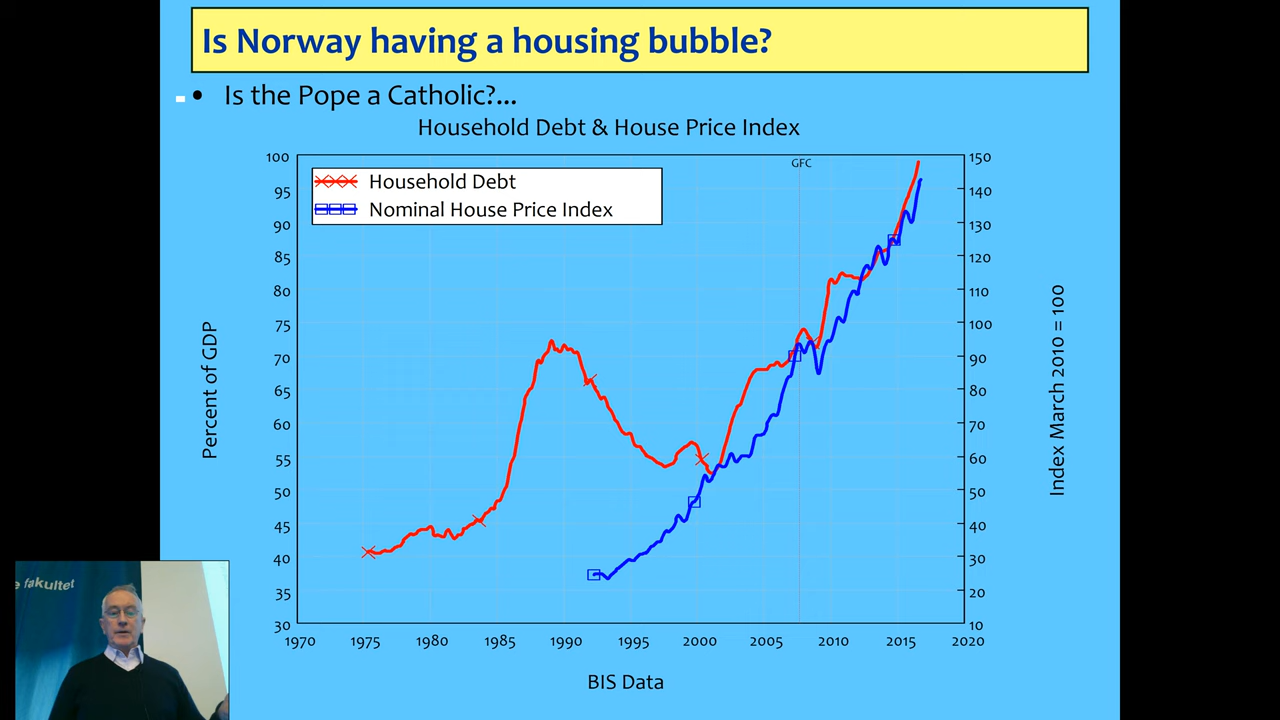 Is Norway having a housing bubble?
• Is the Pope a Catholic?...
Household Debt & House Price Index
GFC
Household Debt
Nominal House Price Index
100
95
90
85
80
75
70
65
60
55
50
45
40
35
30
150
140
130
120
110
100
90
80
70
60
50
40
30
20
10
Percent of GDP
Index March 2010 = 100
1970 1975 1980 1985 1990 1995 2000 2005 2010 2015 2020
BIS Data
e fakultet